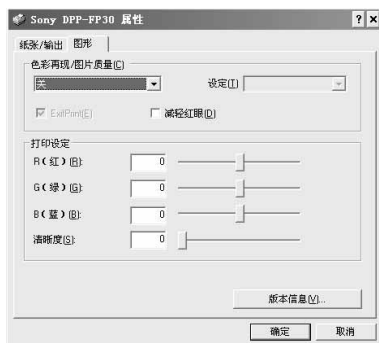 Sony DPP-FP30 属性
纸张/输出 图形
色彩再现/图片质量(C)
关 设定(I)
ExifPrint(E) 减轻红眼(D)
打印设定
R(红)(R): 0
G(绿)(G): 0
B(蓝)(B): 0
清晰度(S): 0
版本信息(V)...
确定 取消